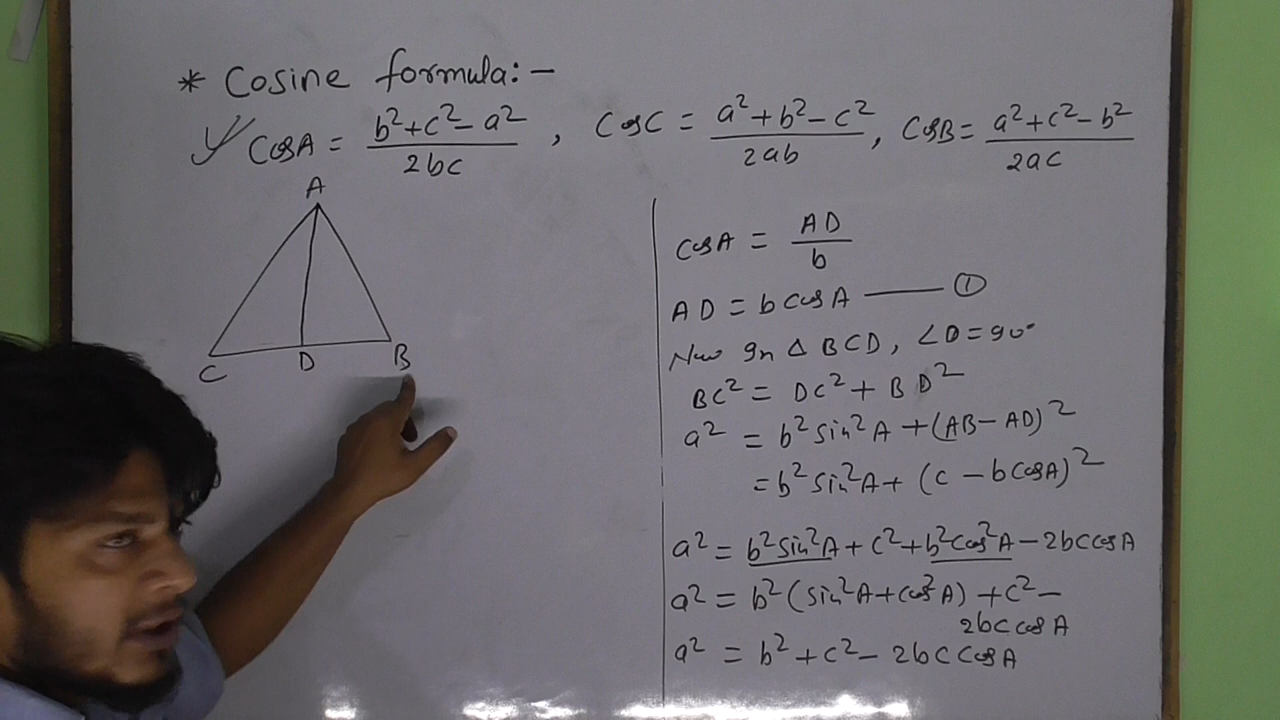 * Cosine formula:-
CosA = b²+c²-a²/2bc , CosC = a²+b²-c²/2ab , CosB = a²+c²-b²/2ac
A
C D B
CosA = AD/b
AD = b CosA —— ①
Now In △ BCD, ∠D=90°
BC² = DC² + BD²
a² = b² Sin²A + (AB-AD)²
= b² Sin²A + (c - b CosA)²
a² = b² Sin²A + c² + b² Cos²A - 2bc CosA
a² = b² (Sin²A + Cos²A) + c² -
2bc Cos A
a² = b² + c² - 2bc CosA